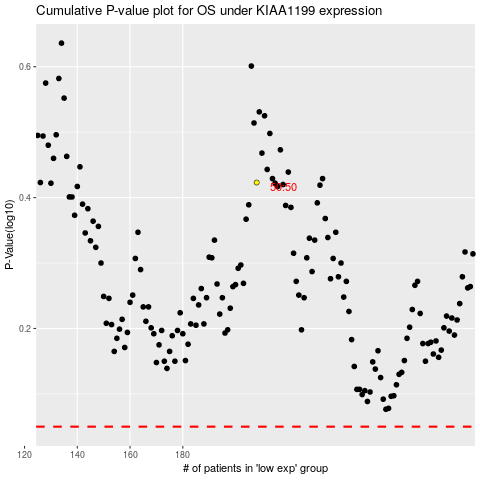 Cumulative P-value plot for OS under KIAA1199 expression
P-Value(log10)
0.6
0.4
0.2
50.50
120 140 160 180
# of patients in 'low exp' group